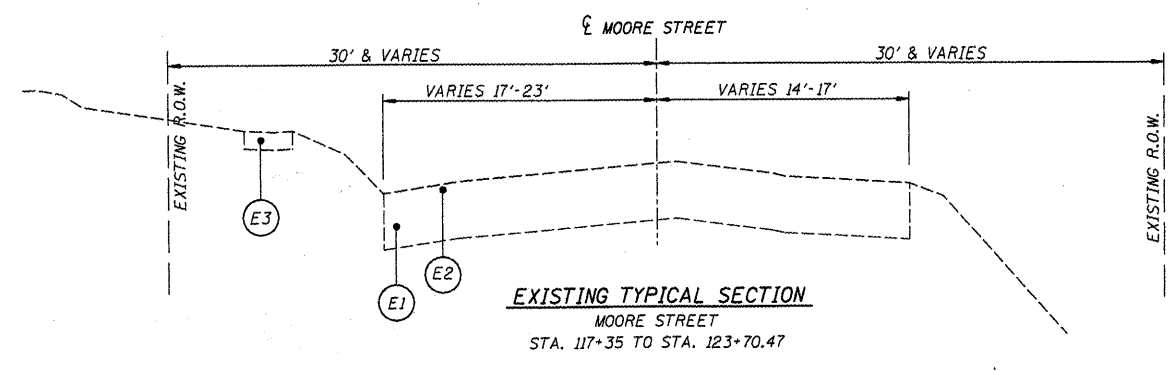 ℄ MOORE STREET
30' & VARIES
30' & VARIES
VARIES 17'-23'
VARIES 14'-17'
EXISTING R.O.W.
EXISTING R.O.W.
E3
E2
E1
EXISTING TYPICAL SECTION
MOORE STREET
STA. 117+35 TO STA. 123+70.47